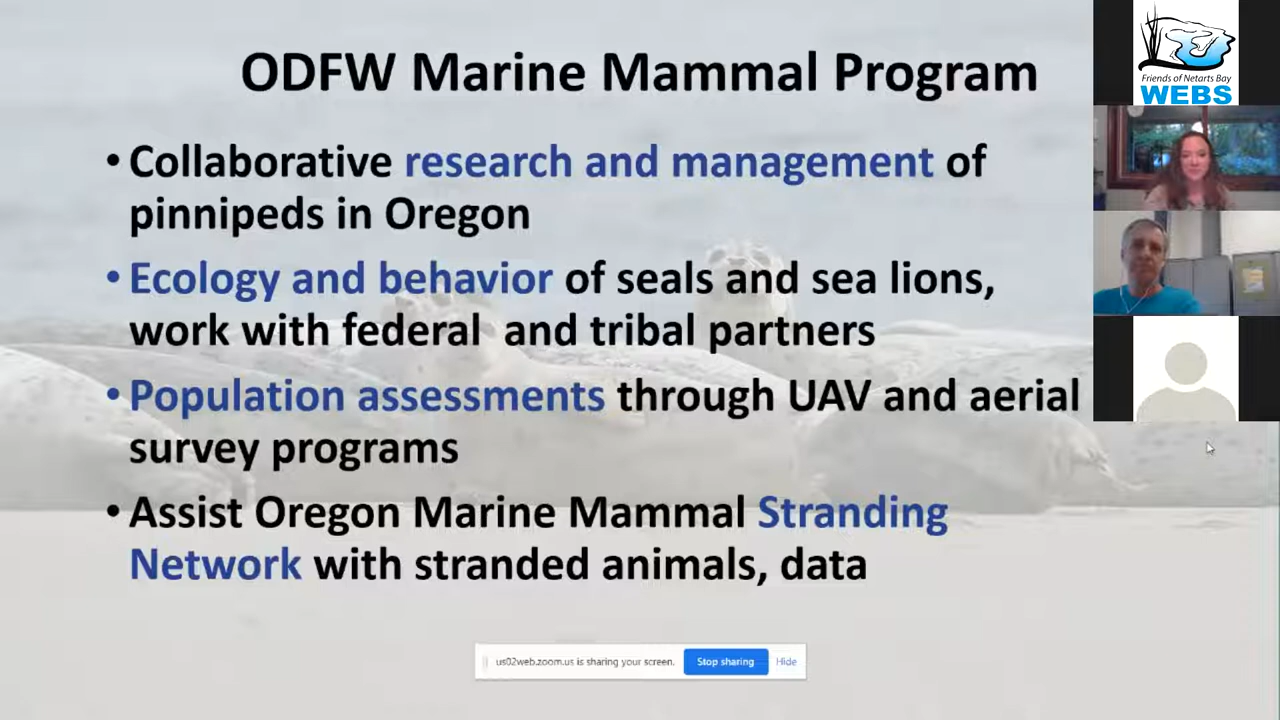 ODFW Marine Mammal Program
• Collaborative research and management of
pinnipeds in Oregon
• Ecology and behavior of seals and sea lions,
work with federal and tribal partners
• Population assessments through UAV and aerial
survey programs
• Assist Oregon Marine Mammal Stranding
Network with stranded animals, data
Friends of Netarts Bay
WEBS
us02web.zoom.us is sharing your screen.
Stop sharing
Hide